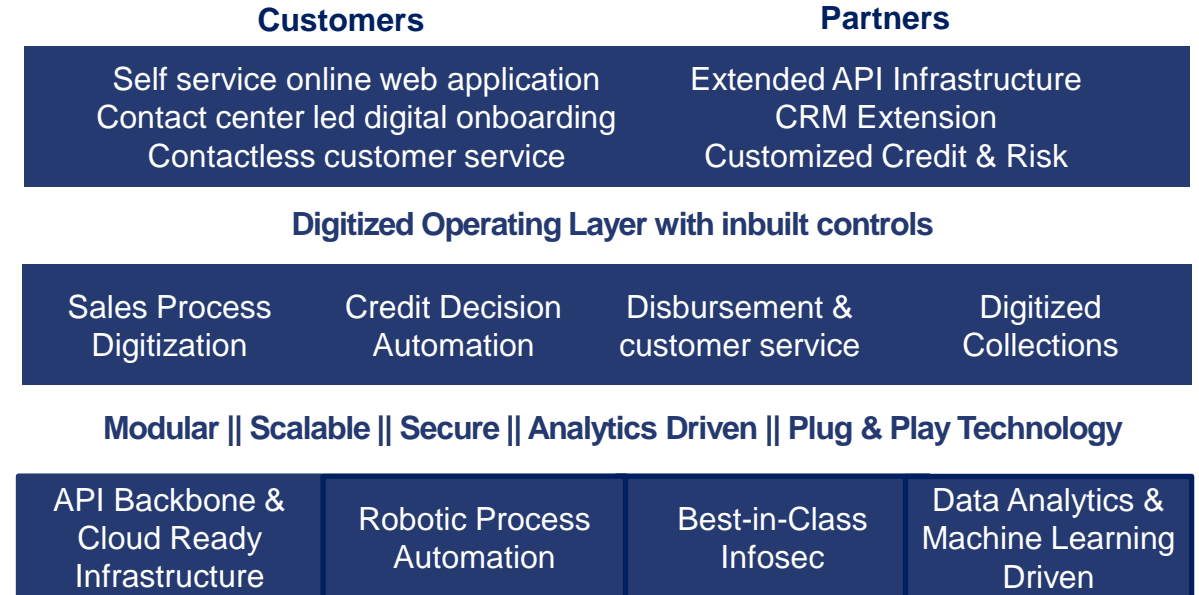 Customers
Partners
Self service online web application
Contact center led digital onboarding
Contactless customer service
Extended API Infrastructure
CRM Extension
Customized Credit & Risk
Digitized Operating Layer with inbuilt controls
Sales Process
Digitization
Credit Decision
Automation
Disbursement &
customer service
Digitized
Collections
Modular || Scalable || Secure || Analytics Driven || Plug & Play Technology
API Backbone &
Cloud Ready
Infrastructure
Robotic Process
Automation
Best-in-Class
Infosec
Data Analytics &
Machine Learning
Driven